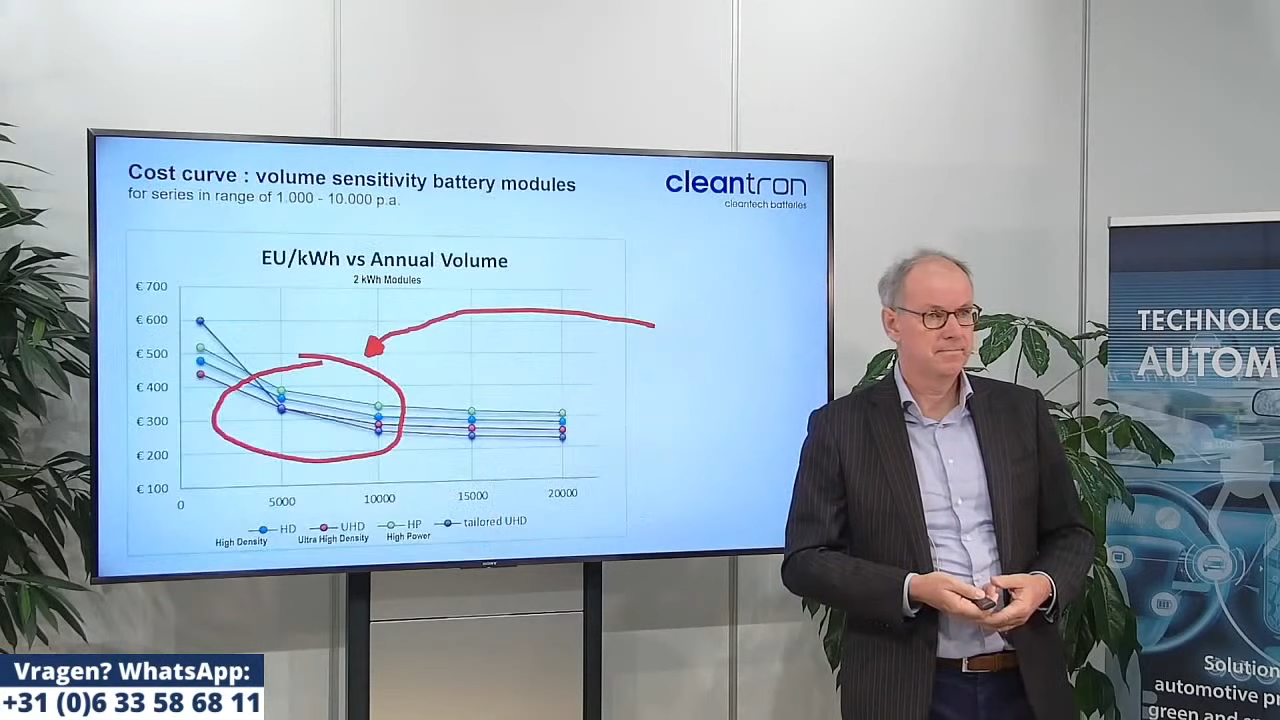 Cost curve : volume sensitivity battery modules
for series in range of 1.000 - 10.000 p.a.
cleantron
cleantech batteries
EU/kWh vs Annual Volume
2 kWh Modules
€ 700
€ 600
€ 500
€ 400
€ 300
€ 200
€ 100
0
5000
10000
15000
20000
HD
UHD
HP
tailored UHD
High Density
Ultra High Density
High Power
SONY
TECHNOLO
AUTOM
Solution
automotive p
green and
Vragen? WhatsApp:
+31 (0)6 33 58 68 11